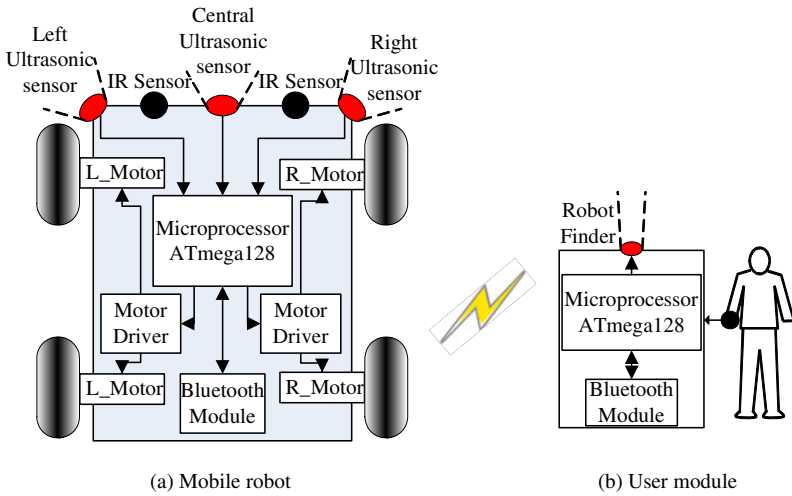 Left
Ultrasonic
sensor
IR Sensor
Central
Ultrasonic
sensor
IR Sensor
Right
Ultrasonic
sensor
L_Motor
R_Motor
Microprocessor
ATmega128
Motor
Driver
Motor
Driver
L_Motor
Bluetooth
Module
R_Motor
(a) Mobile robot
Robot
Finder
Microprocessor
ATmega128
Bluetooth
Module
(b) User module